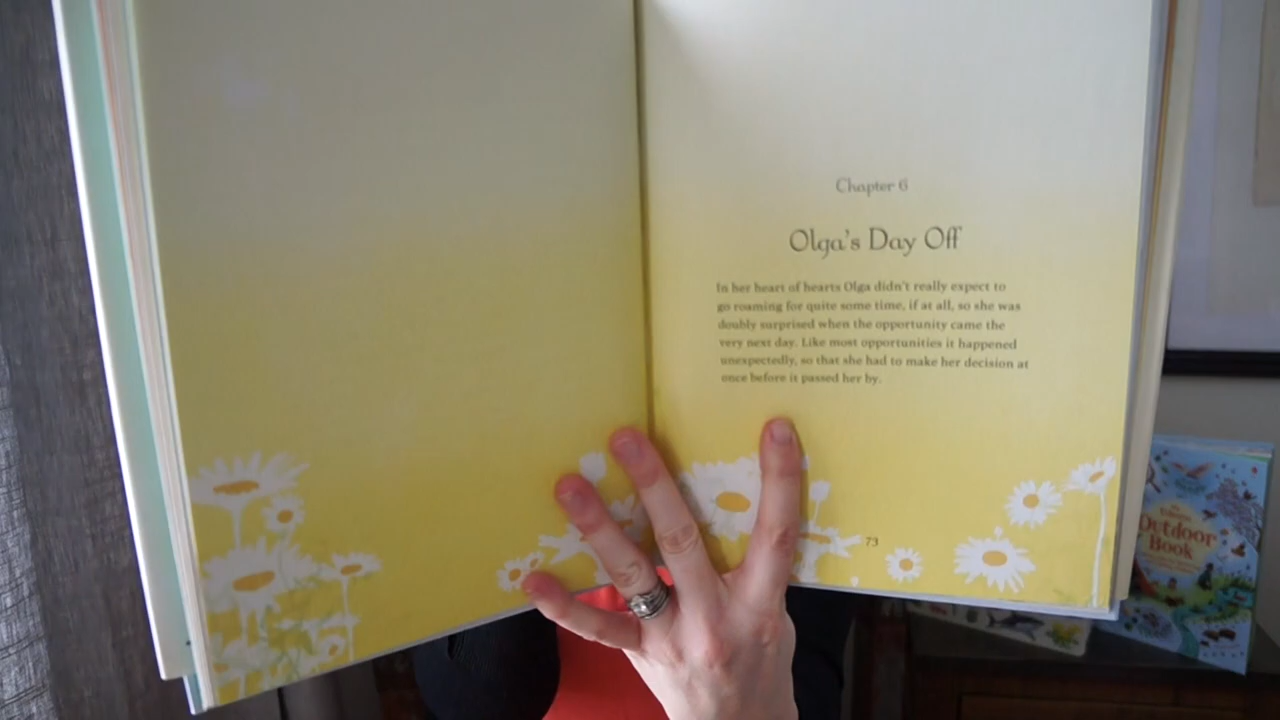 Chapter 6
Olga's Day Off
In her heart of hearts Olga didn't really expect to
go roaming for quite some time, if at all, so she was
doubly surprised when the opportunity came the
very next day. Like most opportunities it happened
unexpectedly, so that she had to make her decision at
once before it passed her by.
73
Usborne
Outdoor
Book